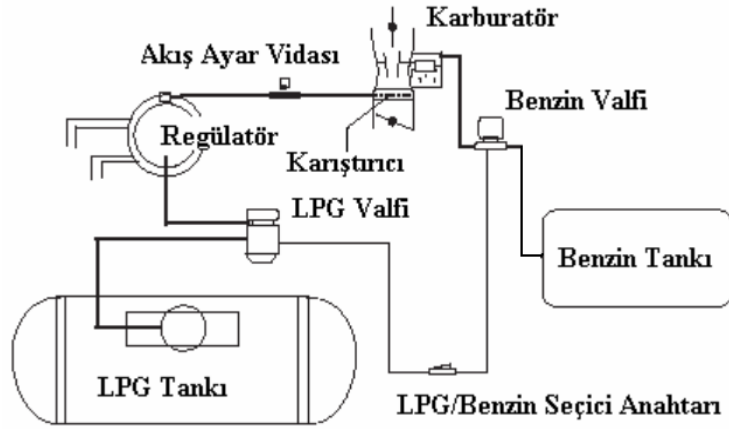 Karburatör
Akış Ayar Vidası
Benzin Valfi
Regülatör
Karıştırıcı
LPG Valfi
Benzin Tankı
LPG Tankı
LPG/Benzin Seçici Anahtarı